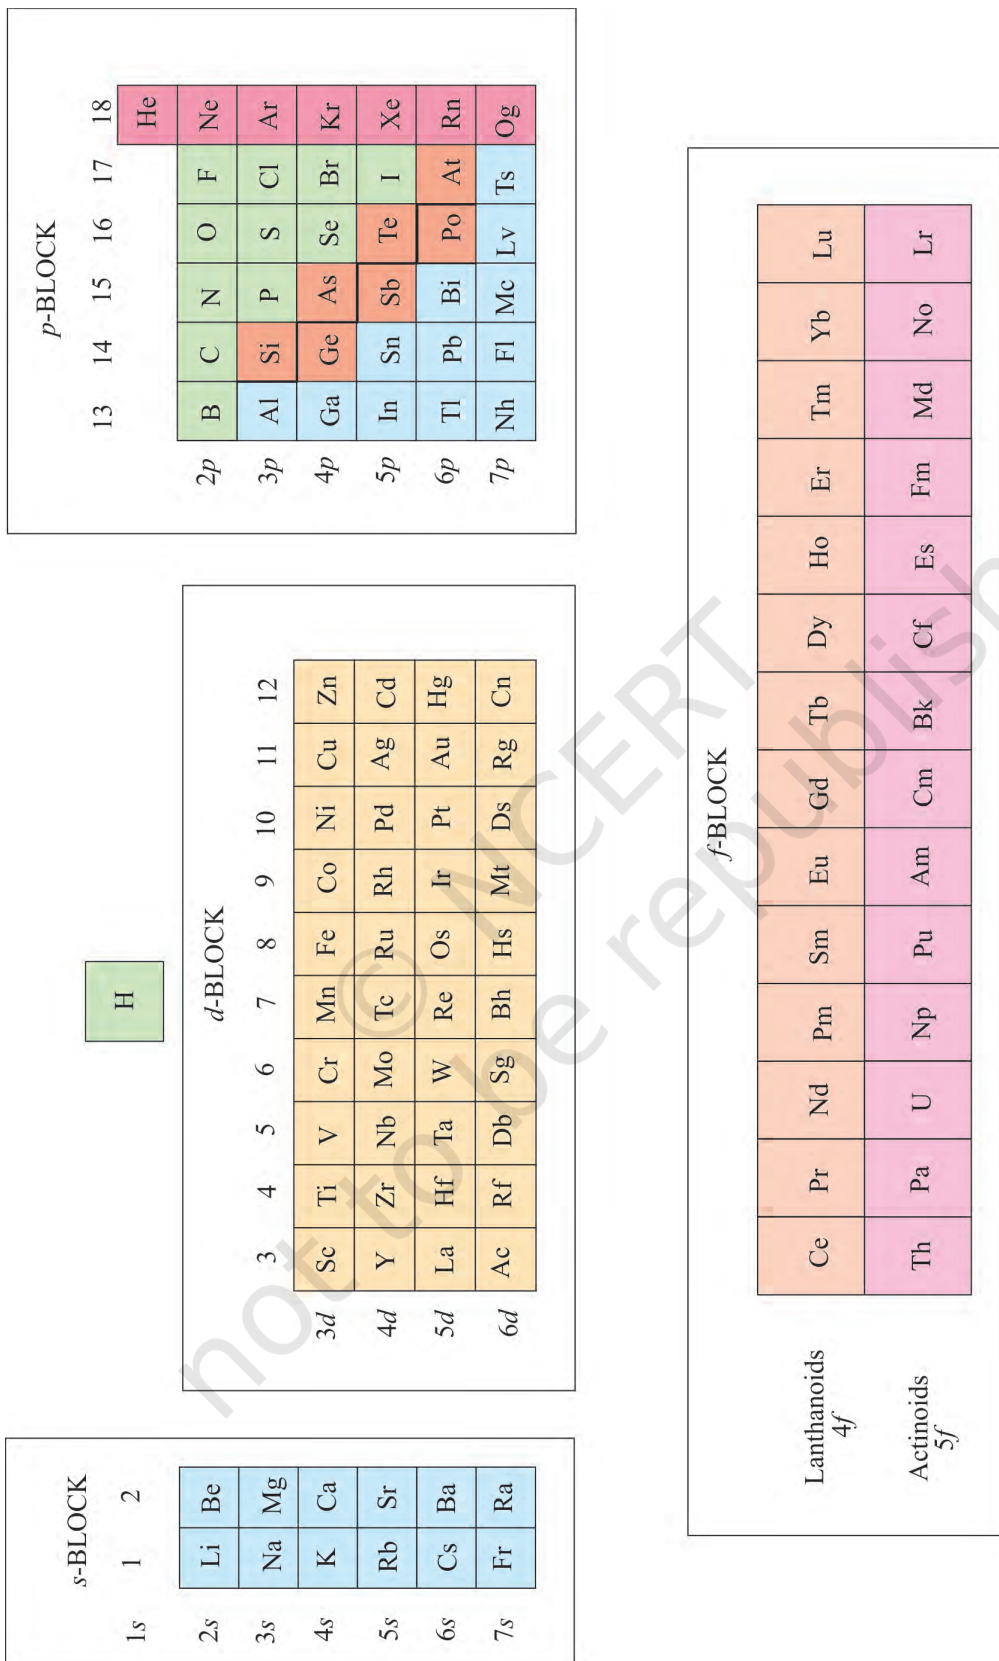 s-BLOCK
1 2
1s
2s Li Be
3s Na Mg
4s K Ca
5s Rb Sr
6s Cs Ba
7s Fr Ra
H
d-BLOCK
3 4 5 6 7 8 9 10 11 12
3d Sc Ti V Cr Mn Fe Co Ni Cu Zn
4d Y Zr Nb Mo Tc Ru Rh Pd Ag Cd
5d La Hf Ta W Re Os Ir Pt Au Hg
6d Ac Rf Db Sg Bh Hs Mt Ds Rg Cn
p-BLOCK
13 14 15 16 17 18
He
2p B C N O F Ne
3p Al Si P S Cl Ar
4p Ga Ge As Se Br Kr
5p In Sn Sb Te I Xe
6p Tl Pb Bi Po At Rn
7p Nh Fl Mc Lv Ts Og
f-BLOCK
Lanthanoids
4f
Ce Pr Nd Pm Sm Eu Gd Tb Dy Ho Er Tm Yb Lu
Actinoids
5f
Th Pa U Np Pu Am Cm Bk Cf Es Fm Md No Lr
© NCERT
not to be republish